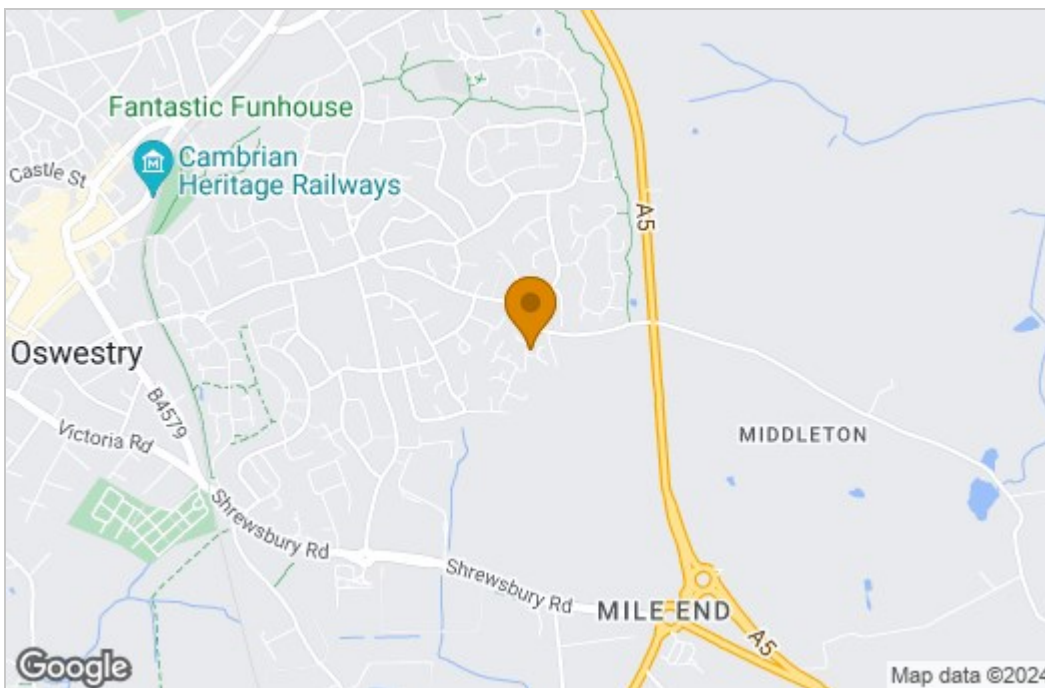 Fantastic Funhouse
Cambrian
Heritage Railways
Castle St
A5
Oswestry
B4579
Victoria Rd
MIDDLETON
Shrewsbury Rd
Shrewsbury Rd
MILE END
A5
Google
Map data ©2024